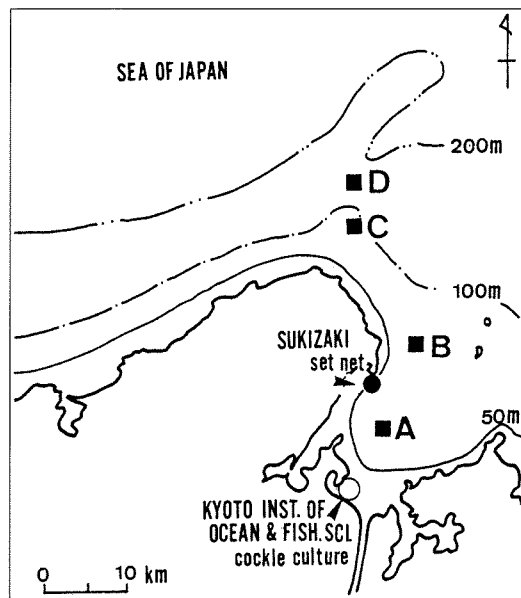 SEA OF JAPAN
200m
D
C
100m
SUKIZAKI
set net
B
A
50m
KYOTO INST. OF
OCEAN & FISH. SCL
cockle culture
0 10 km